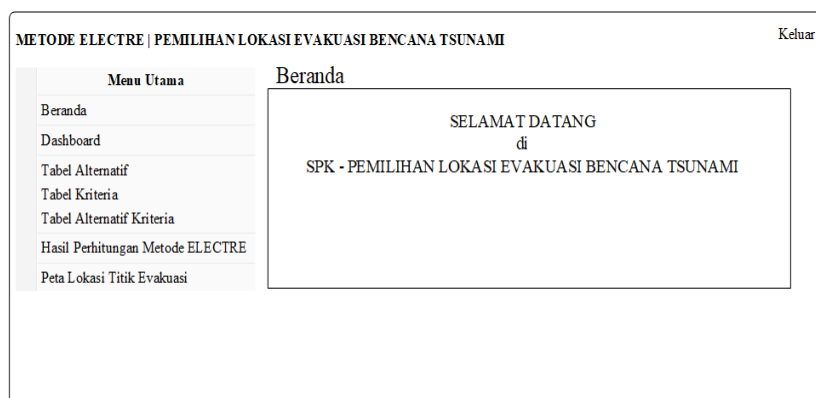 METODE ELECTRE | PEMILIHAN LOKASI EVAKUASI BENCANA TSUNAMI
Keluar
Menu Utama
Beranda
Dashboard
Tabel Alternatif
Tabel Kriteria
Tabel Alternatif Kriteria
Hasil Perhitungan Metode ELECTRE
Peta Lokasi Titik Evakuasi
Beranda
SELAMAT DATANG
di
SPK - PEMILIHAN LOKASI EVAKUASI BENCANA TSUNAMI